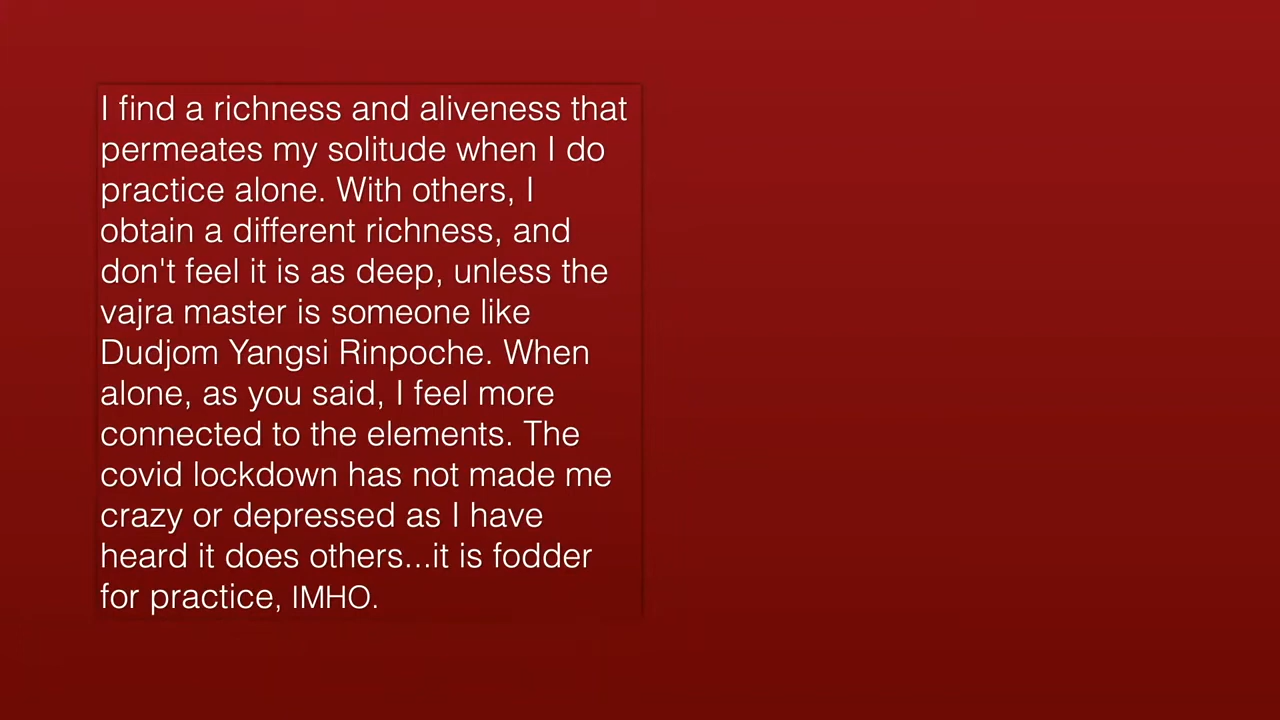 I find a richness and aliveness that
permeates my solitude when I do
practice alone. With others, I
obtain a different richness, and
don't feel it is as deep, unless the
vajra master is someone like
Dudjom Yangsi Rinpoche. When
alone, as you said, I feel more
connected to the elements. The
covid lockdown has not made me
crazy or depressed as I have
heard it does others...it is fodder
for practice, IMHO.